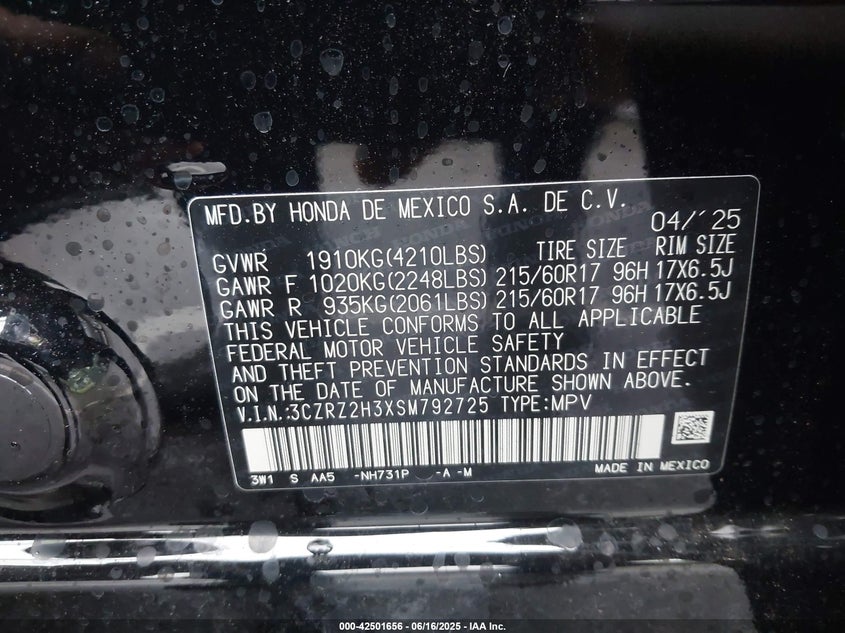 MFD.BY HONDA DE MEXICO S.A. DE C.V.
04/'25
GVWR 1910KG(4210LBS) TIRE SIZE RIM SIZE
GAWR F 1020KG(2248LBS) 215/60R17 96H 17X6.5J
GAWR R 935KG(2061LBS) 215/60R17 96H 17X6.5J
THIS VEHICLE CONFORMS TO ALL APPLICABLE
FEDERAL MOTOR VEHICLE SAFETY
AND THEFT PREVENTION STANDARDS IN EFFECT
ON THE DATE OF MANUFACTURE SHOWN ABOVE.
V.I.N.:3CZRZ2H3XSM792725 TYPE:MPV
3W1 S AA5 -NH731P -A -M MADE IN MEXICO
000-42501656 - 06/16/2025 - IAA Inc.